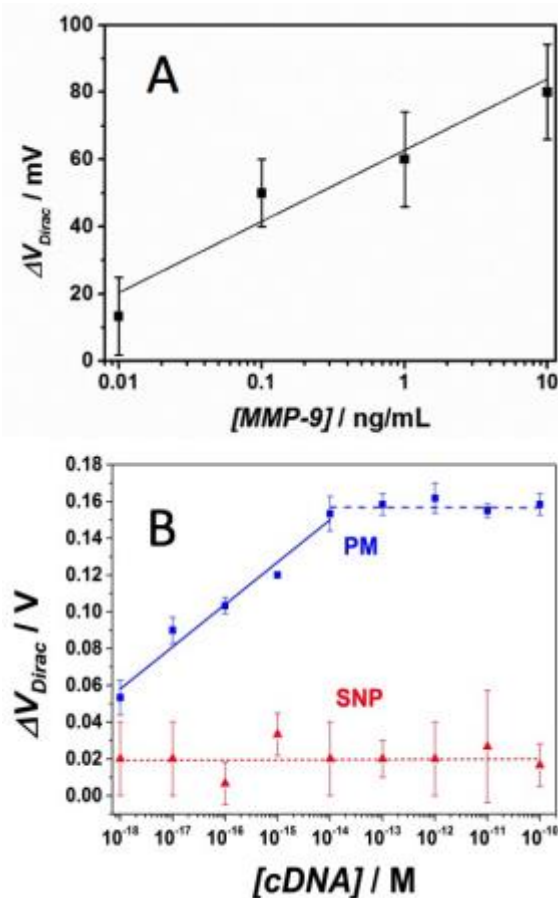 A
100
80
60
40
20
0
ΔV_Dirac / mV
0.01 0.1 1 10
[MMP-9] / ng/mL
B
0.18
0.16
0.14
0.12
0.10
0.08
0.06
0.04
0.02
0.00
ΔV_Dirac / V
PM
SNP
10⁻¹⁸ 10⁻¹⁷ 10⁻¹⁶ 10⁻¹⁵ 10⁻¹⁴ 10⁻¹³ 10⁻¹² 10⁻¹¹ 10⁻¹⁰
[cDNA] / M